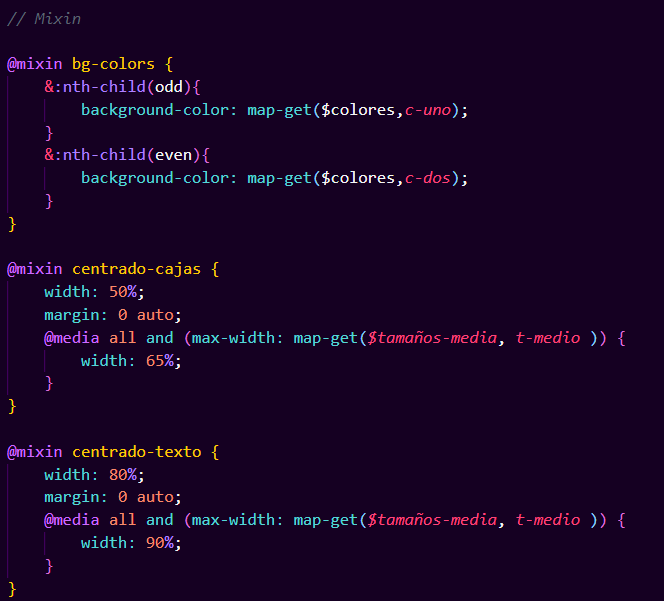 // Mixin
@mixin bg-colors {
&:nth-child(odd){
background-color: map-get($colores,c-uno);
}
&:nth-child(even){
background-color: map-get($colores,c-dos);
}
}
@mixin centrado-cajas {
width: 50%;
margin: 0 auto;
@media all and (max-width: map-get($tamaños-media, t-medio )) {
width: 65%;
}
}
@mixin centrado-texto {
width: 80%;
margin: 0 auto;
@media all and (max-width: map-get($tamaños-media, t-medio )) {
width: 90%;
}
}